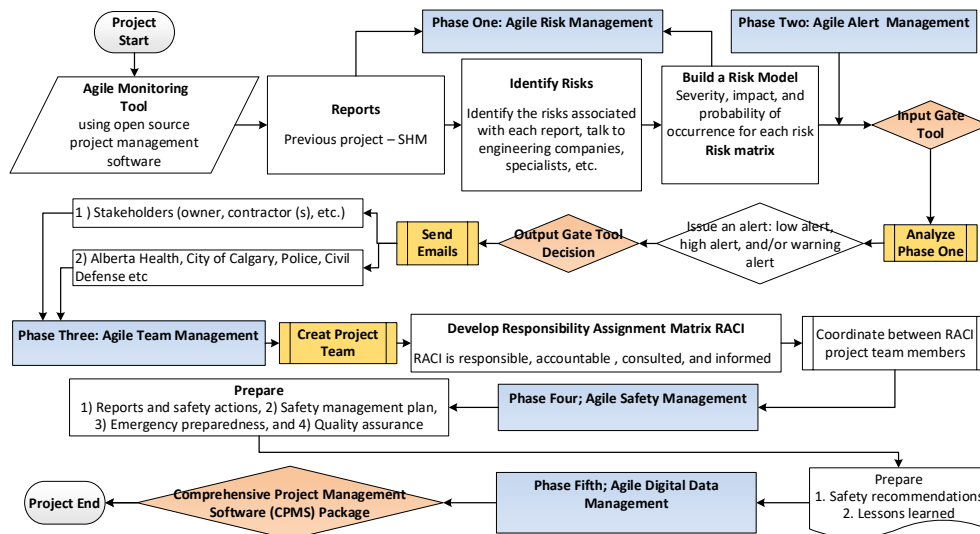 Project
Start
Phase One: Agile Risk Management
Phase Two: Agile Alert Management
Agile Monitoring
Tool
using open source
project management
software
Reports
Previous project – SHM
Identify Risks
Identify the risks associated
with each report, talk to
engineering companies,
specialists, etc.
Build a Risk Model
Severity, impact, and
probability of
occurrence for each risk
Risk matrix
Input Gate
Tool
1 ) Stakeholders (owner, contractor (s), etc.)
2) Alberta Health, City of Calgary, Police, Civil
Defense etc
Send
Emails
Output Gate Tool
Decision
Issue an alert: low alert,
high alert, and/or warning
alert
Analyze
Phase One
Phase Three: Agile Team Management
Creat Project
Team
Develop Responsibility Assignment Matrix RACI
RACI is responsible, accountable , consulted, and informed
Coordinate between RACI
project team members
Prepare
1) Reports and safety actions, 2) Safety management plan,
3) Emergency preparedness, and 4) Quality assurance
Phase Four; Agile Safety Management
Project End
Comprehensive Project Management
Software (CPMS) Package
Phase Fifth; Agile Digital Data
Management
Prepare
1. Safety recommendations
2. Lessons learned